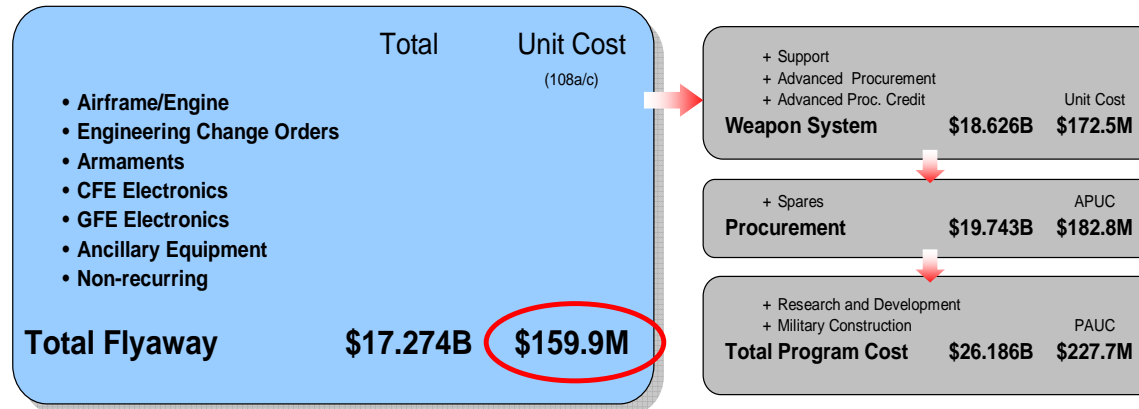 Total Unit Cost
(108a/c)
• Airframe/Engine
• Engineering Change Orders
• Armaments
• CFE Electronics
• GFE Electronics
• Ancillary Equipment
• Non-recurring
Total Flyaway $17.274B $159.9M
+ Support
+ Advanced Procurement
+ Advanced Proc. Credit Unit Cost
Weapon System $18.626B $172.5M
+ Spares APUC
Procurement $19.743B $182.8M
+ Research and Development
+ Military Construction PAUC
Total Program Cost $26.186B $227.7M